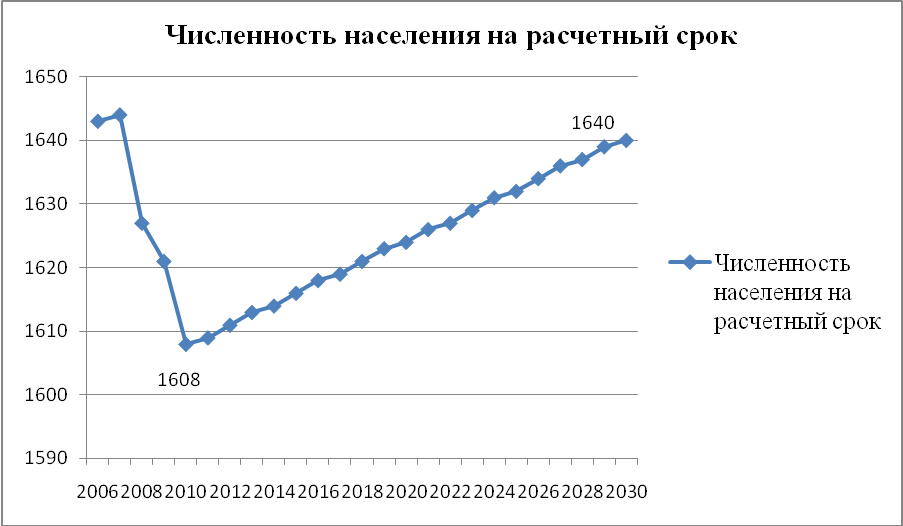 Численность населения на расчетный срок
1650
1640
1630
1620
1610
1600
1590
1640
1608
2006 2008 2010 2012 2014 2016 2018 2020 2022 2024 2026 2028 2030
Численность
населения на
расчетный срок